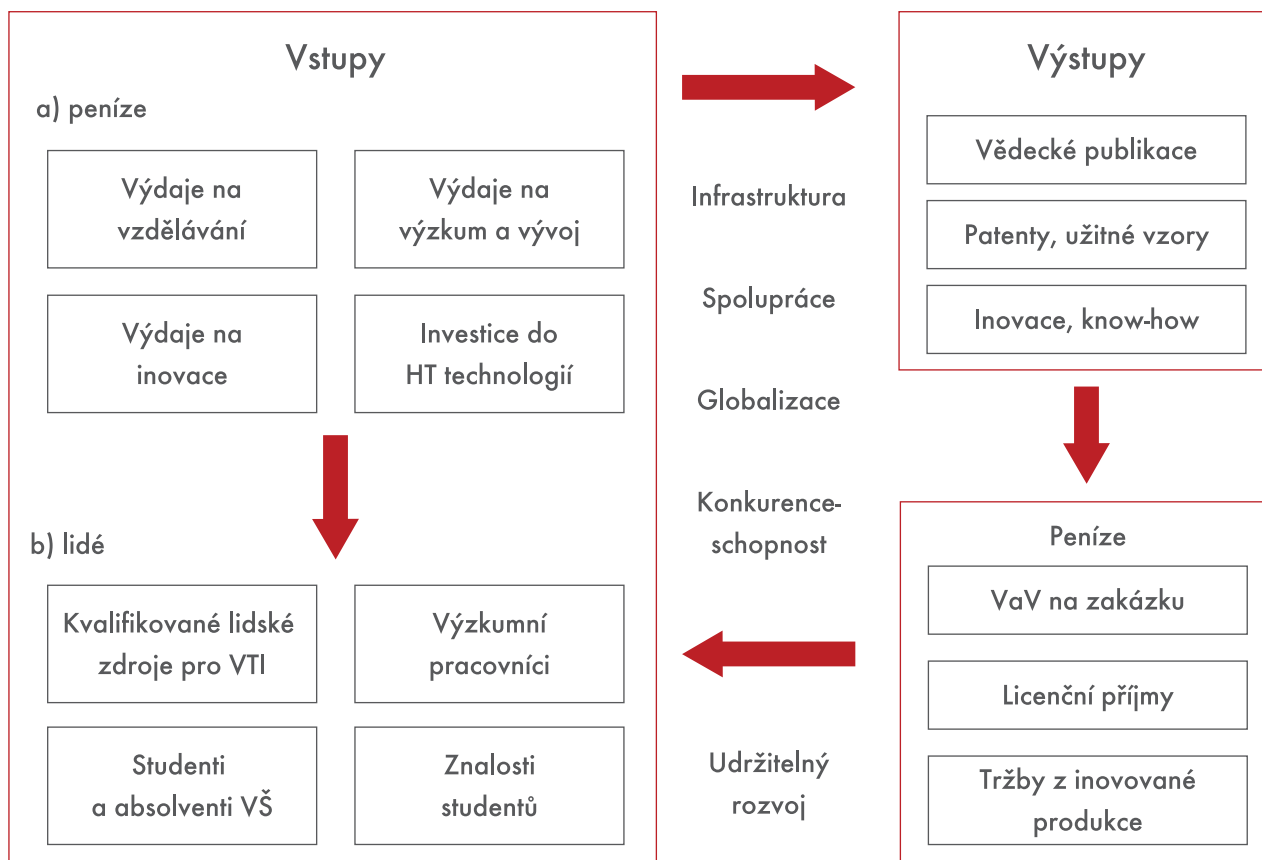 Vstupy
a) peníze
Výdaje na
vzdělávání
Výdaje na
výzkum a vývoj
Výdaje na
inovace
Investice do
HT technologií
b) lidé
Kvalifikované lidské
zdroje pro VTI
Výzkumní
pracovníci
Studenti
a absolventi VŠ
Znalosti
studentů
Infrastruktura
Spolupráce
Globalizace
Konkurence-
schopnost
Udržitelný
rozvoj
Výstupy
Vědecké publikace
Patenty, užitné vzory
Inovace, know-how
Peníze
VaV na zakázku
Licenční příjmy
Tržby z inovované
produkce